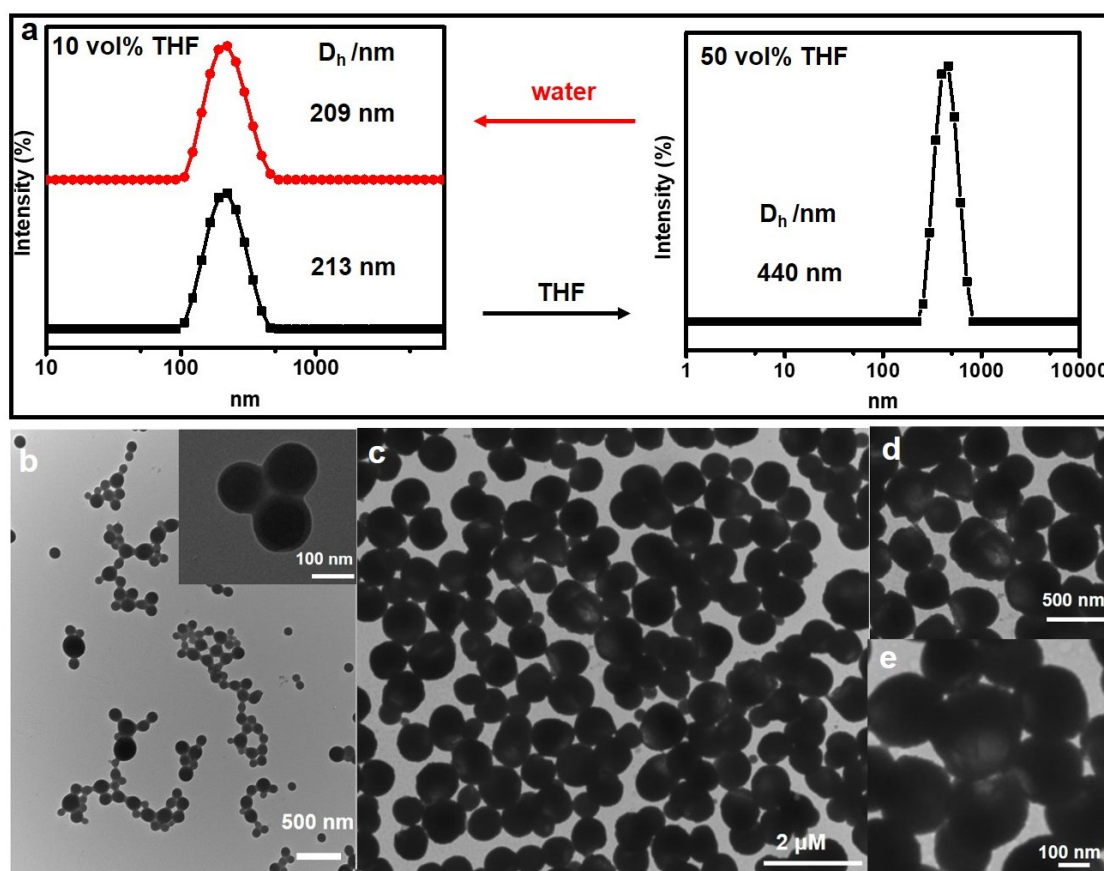 a
10 vol% THF
D_h /nm
209 nm
213 nm
Intensity (%)
10
100
1000
nm
water
THF
50 vol% THF
D_h /nm
440 nm
Intensity (%)
1
10
100
1000
10000
nm
b
100 nm
500 nm
c
2 µM
d
500 nm
e
100 nm